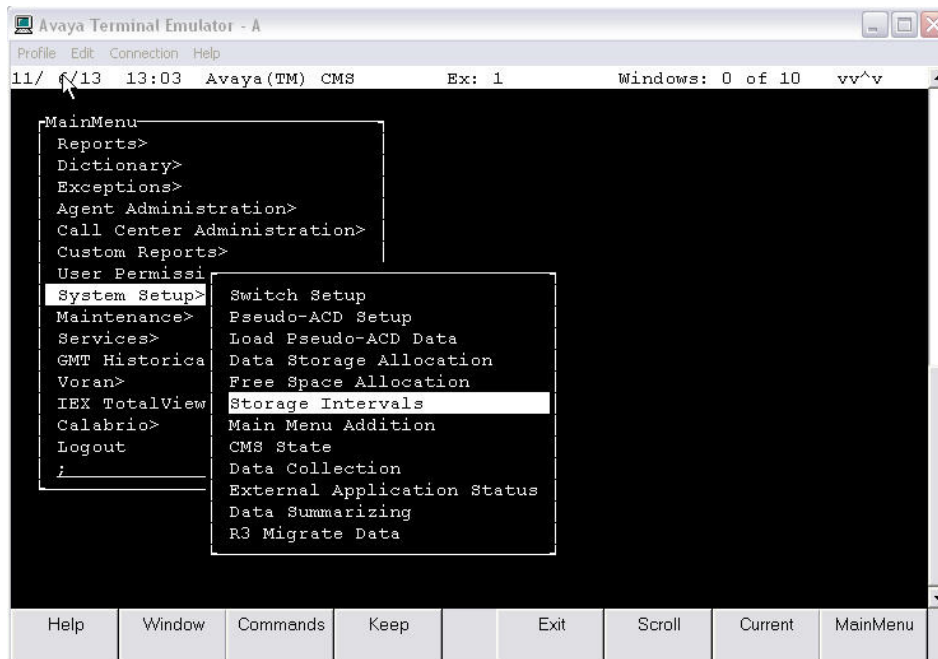 Avaya Terminal Emulator - A
Profile Edit Connection Help
11/ 6/13 13:03 Avaya(TM) CMS Ex: 1 Windows: 0 of 10 vv^v
MainMenu
Reports>
Dictionary>
Exceptions>
Agent Administration>
Call Center Administration>
Custom Reports>
User Permissi
System Setup>
Maintenance>
Services>
GMT Historica
Voran>
IEX TotalView
Calabrio>
Logout
;
Switch Setup
Pseudo-ACD Setup
Load Pseudo-ACD Data
Data Storage Allocation
Free Space Allocation
Storage Intervals
Main Menu Addition
CMS State
Data Collection
External Application Status
Data Summarizing
R3 Migrate Data
Help Window Commands Keep Exit Scroll Current MainMenu